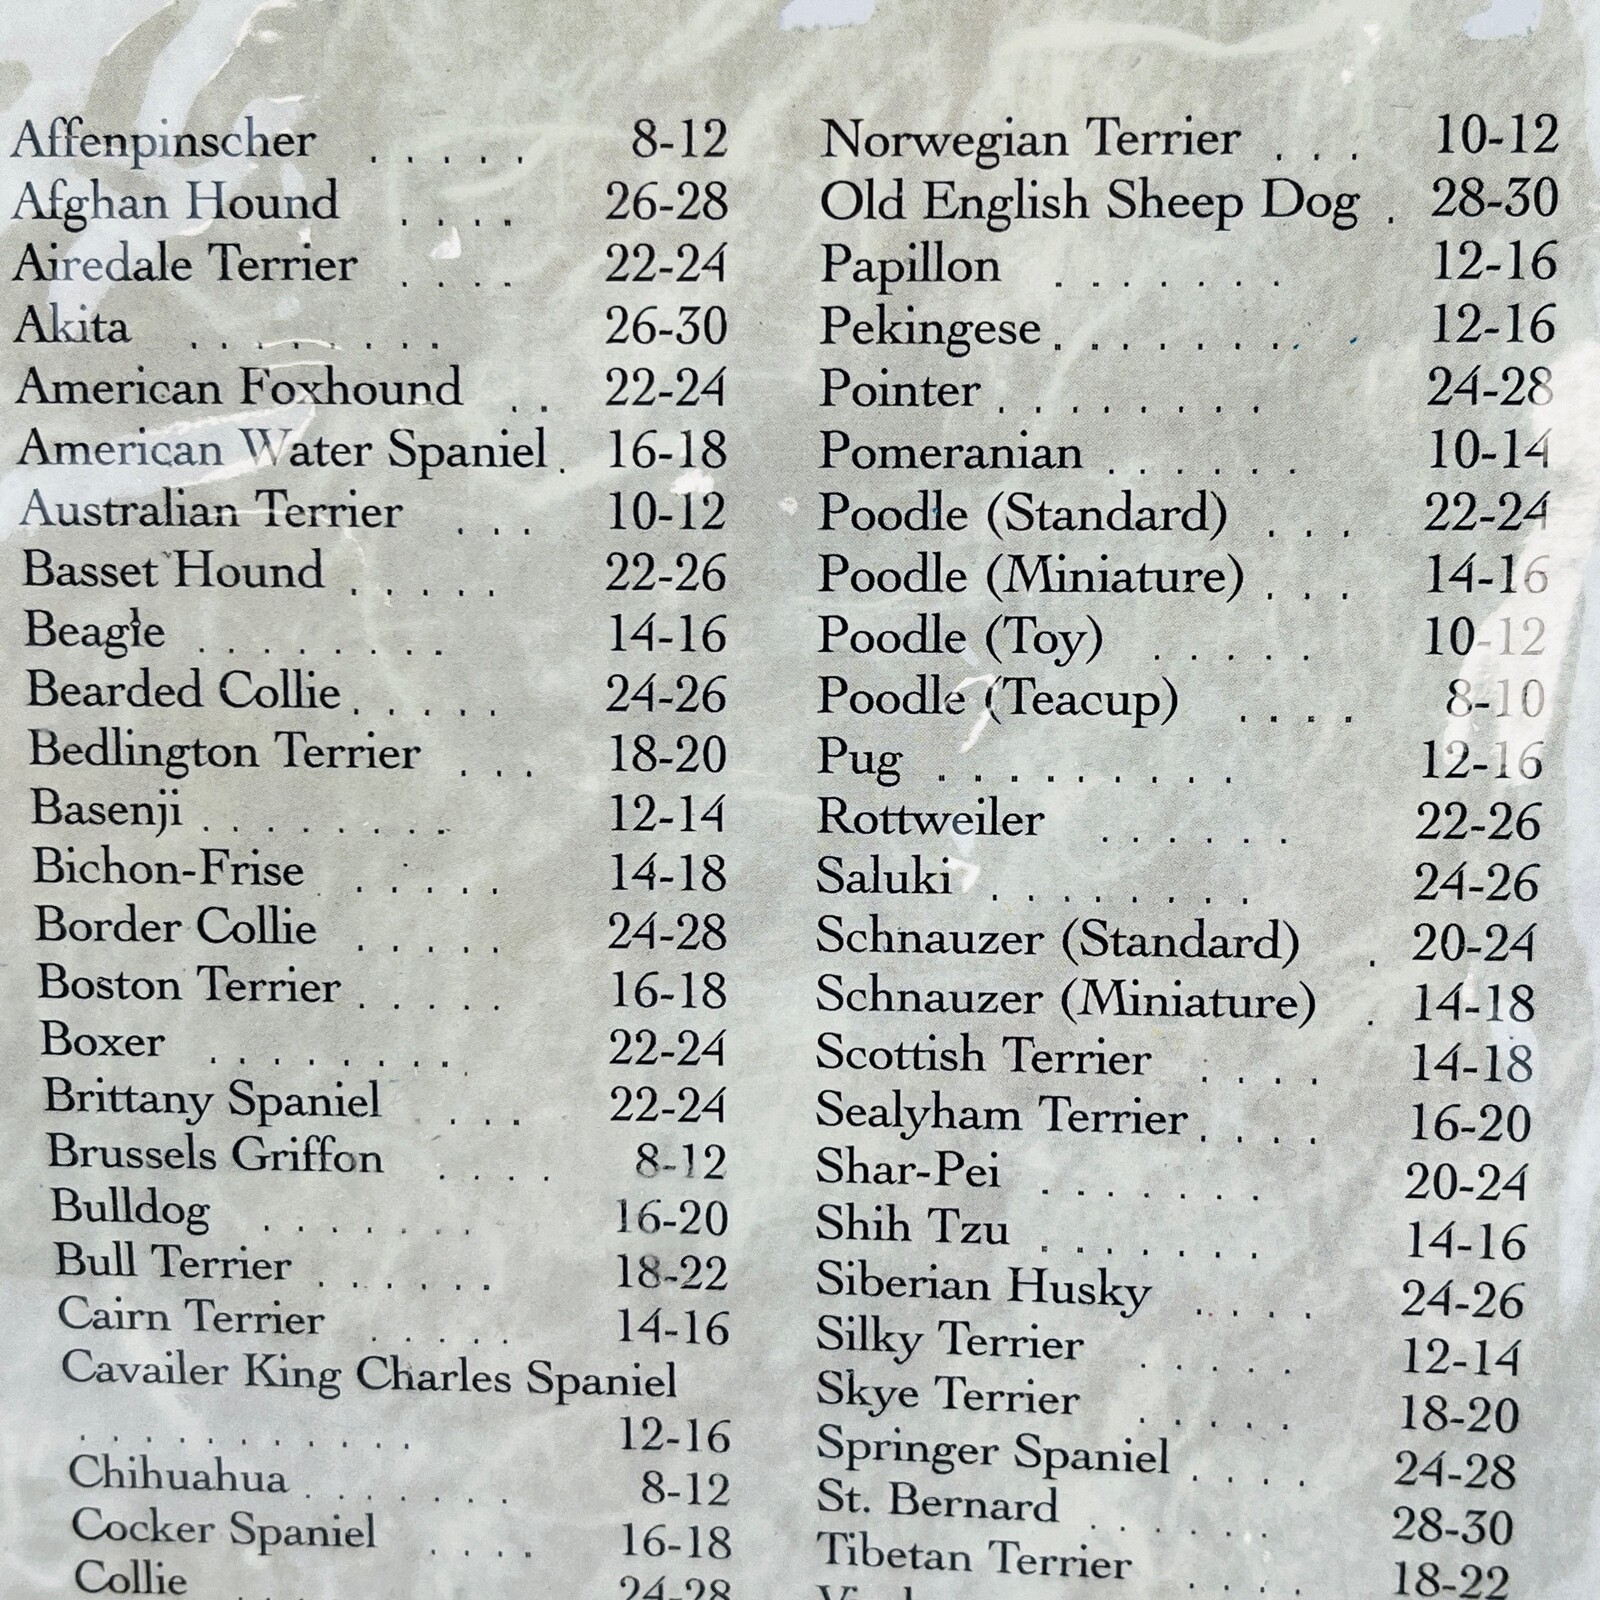 Affenpinscher . . . . . 8-12
Afghan Hound . . . . 26-28
Airedale Terrier . . . . 22-24
Akita . . . . . . . . 26-30
American Foxhound . . 22-24
American Water Spaniel . 16-18
Australian Terrier . . . 10-12
Basset Hound . . . . . 22-26
Beagle . . . . . . . . 14-16
Bearded Collie . . . . . 24-26
Bedlington Terrier . . . 18-20
Basenji . . . . . . . . 12-14
Bichon-Frise . . . . . 14-18
Border Collie . . . . . 24-28
Boston Terrier . . . . . 16-18
Boxer . . . . . . . . 22-24
Brittany Spaniel . . . 22-24
Brussels Griffon . . . . 8-12
Bulldog . . . . . . . 16-20
Bull Terrier . . . . . . 18-22
Cairn Terrier . . . . . 14-16
Cavailer King Charles Spaniel
. . . . . . . . . . . 12-16
Chihuahua . . . . . . . 8-12
Cocker Spaniel . . . . 16-18
Collie . . 24-28
Norwegian Terrier . . . 10-12
Old English Sheep Dog . 28-30
Papillon . . . . . . . 12-16
Pekingese . . . . . . . . . 12-16
Pointer . . . . . . . . 24-28
Pomeranian . . . . . . 10-14
Poodle (Standard) . . . 22-24
Poodle (Miniature) . . . 14-16
Poodle (Toy) . . . . . 10-12
Poodle (Teacup) . . . . 8-10
Pug . . . . . . . . . 12-16
Rottweiler . . . . . . 22-26
Saluki . . . . . . . . 24-26
Schnauzer (Standard) . 20-24
Schnauzer (Miniature) . 14-18
Scottish Terrier . . . . 14-18
Sealyham Terrier . . . . 16-20
Shar-Pei . . . . . . . 20-24
Shih Tzu . . . . . . . 14-16
Siberian Husky . . . . 24-26
Silky Terrier . . . . . 12-14
Skye Terrier . . . . . 18-20
Springer Spaniel . . . . 24-28
St. Bernard . . . . . . 28-30
Tibetan Terrier . . . . 18-22